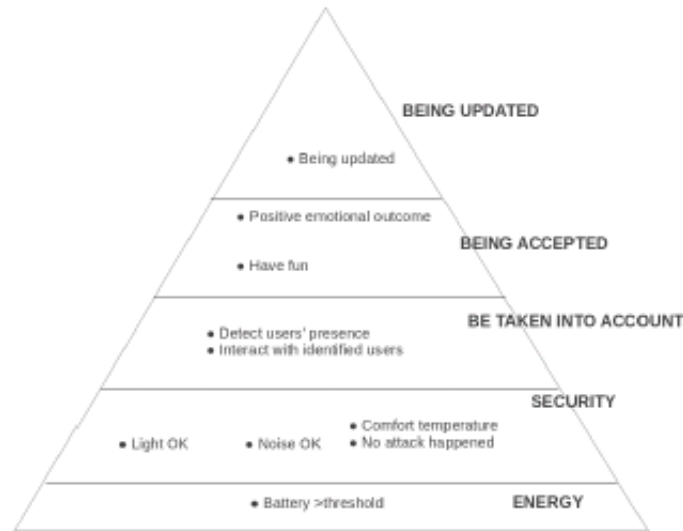 BEING UPDATED
● Being updated
● Positive emotional outcome
BEING ACCEPTED
● Have fun
BE TAKEN INTO ACCOUNT
● Detect users' presence
● Interact with identified users
SECURITY
● Comfort temperature
● Light OK ● Noise OK ● No attack happened
● Battery >threshold ENERGY